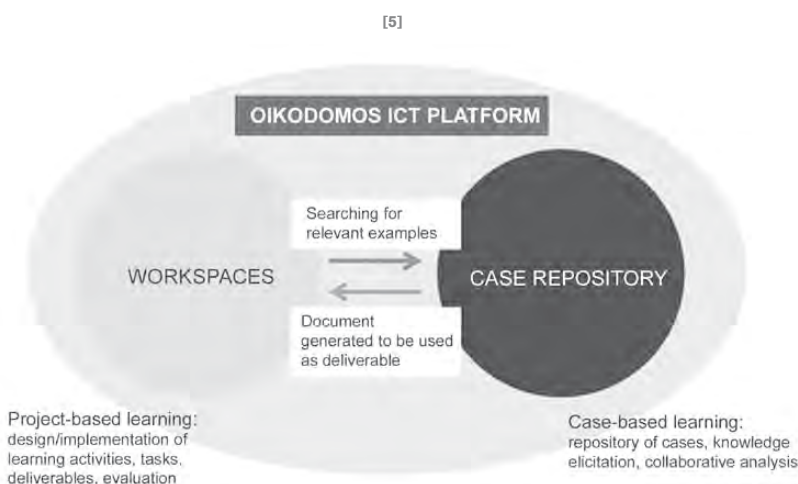 [5]
OIKODOMOS ICT PLATFORM
Searching for
relevant examples
WORKSPACES
CASE REPOSITORY
Document
generated to be used
as deliverable
Project-based learning:
design/implementation of
learning activities, tasks,
deliverables, evaluation
Case-based learning:
repository of cases, knowledge
elicitation, collaborative analysis